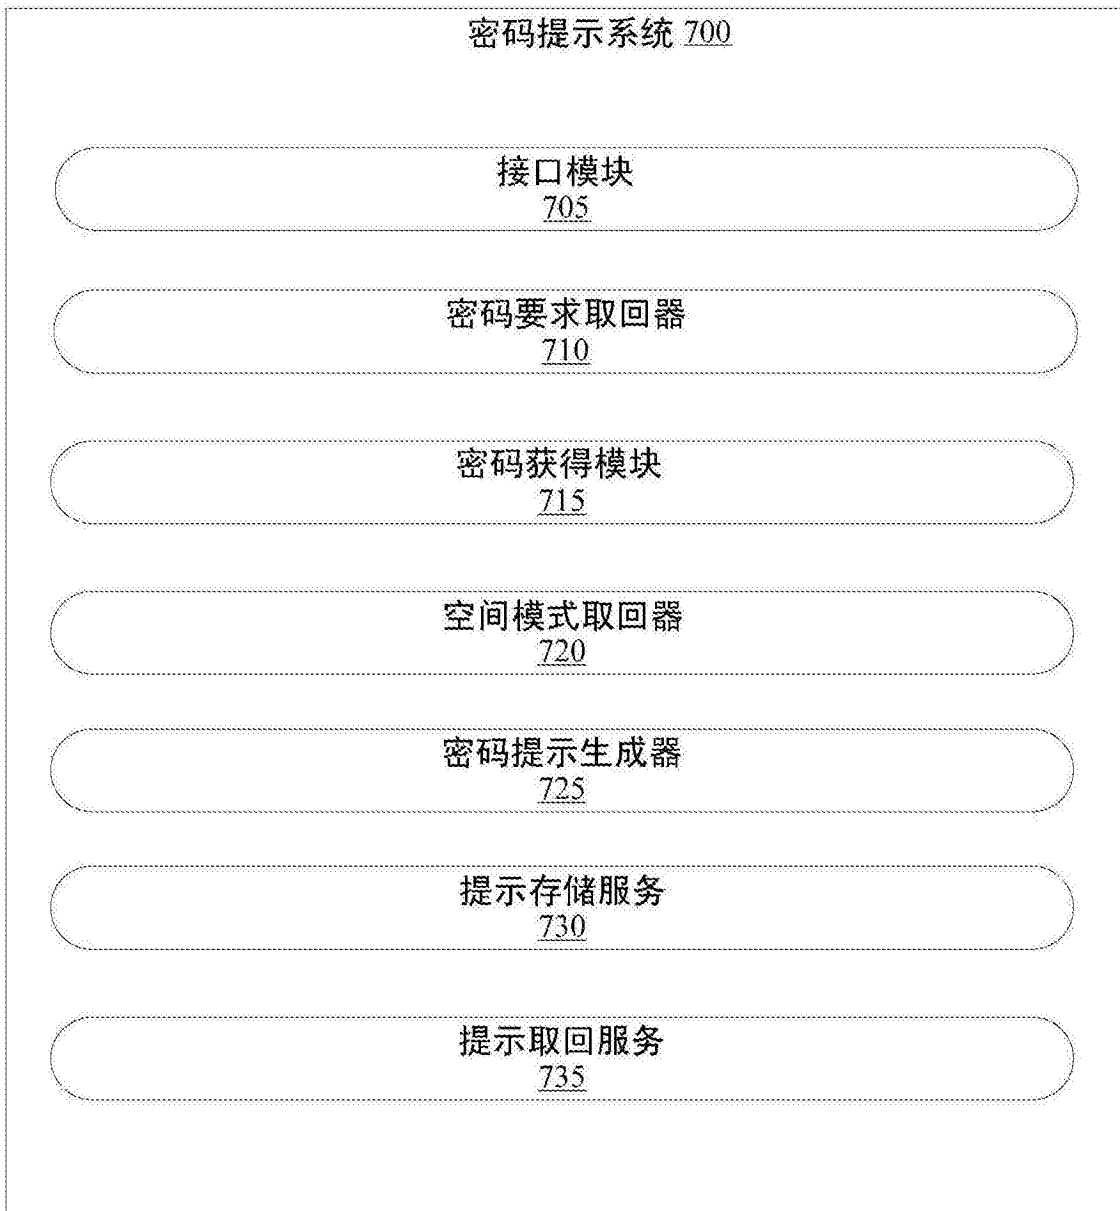 密码提示系统 700
接口模块
705
密码要求取回器
710
密码获得模块
715
空间模式取回器
720
密码提示生成器
725
提示存储服务
730
提示取回服务
735